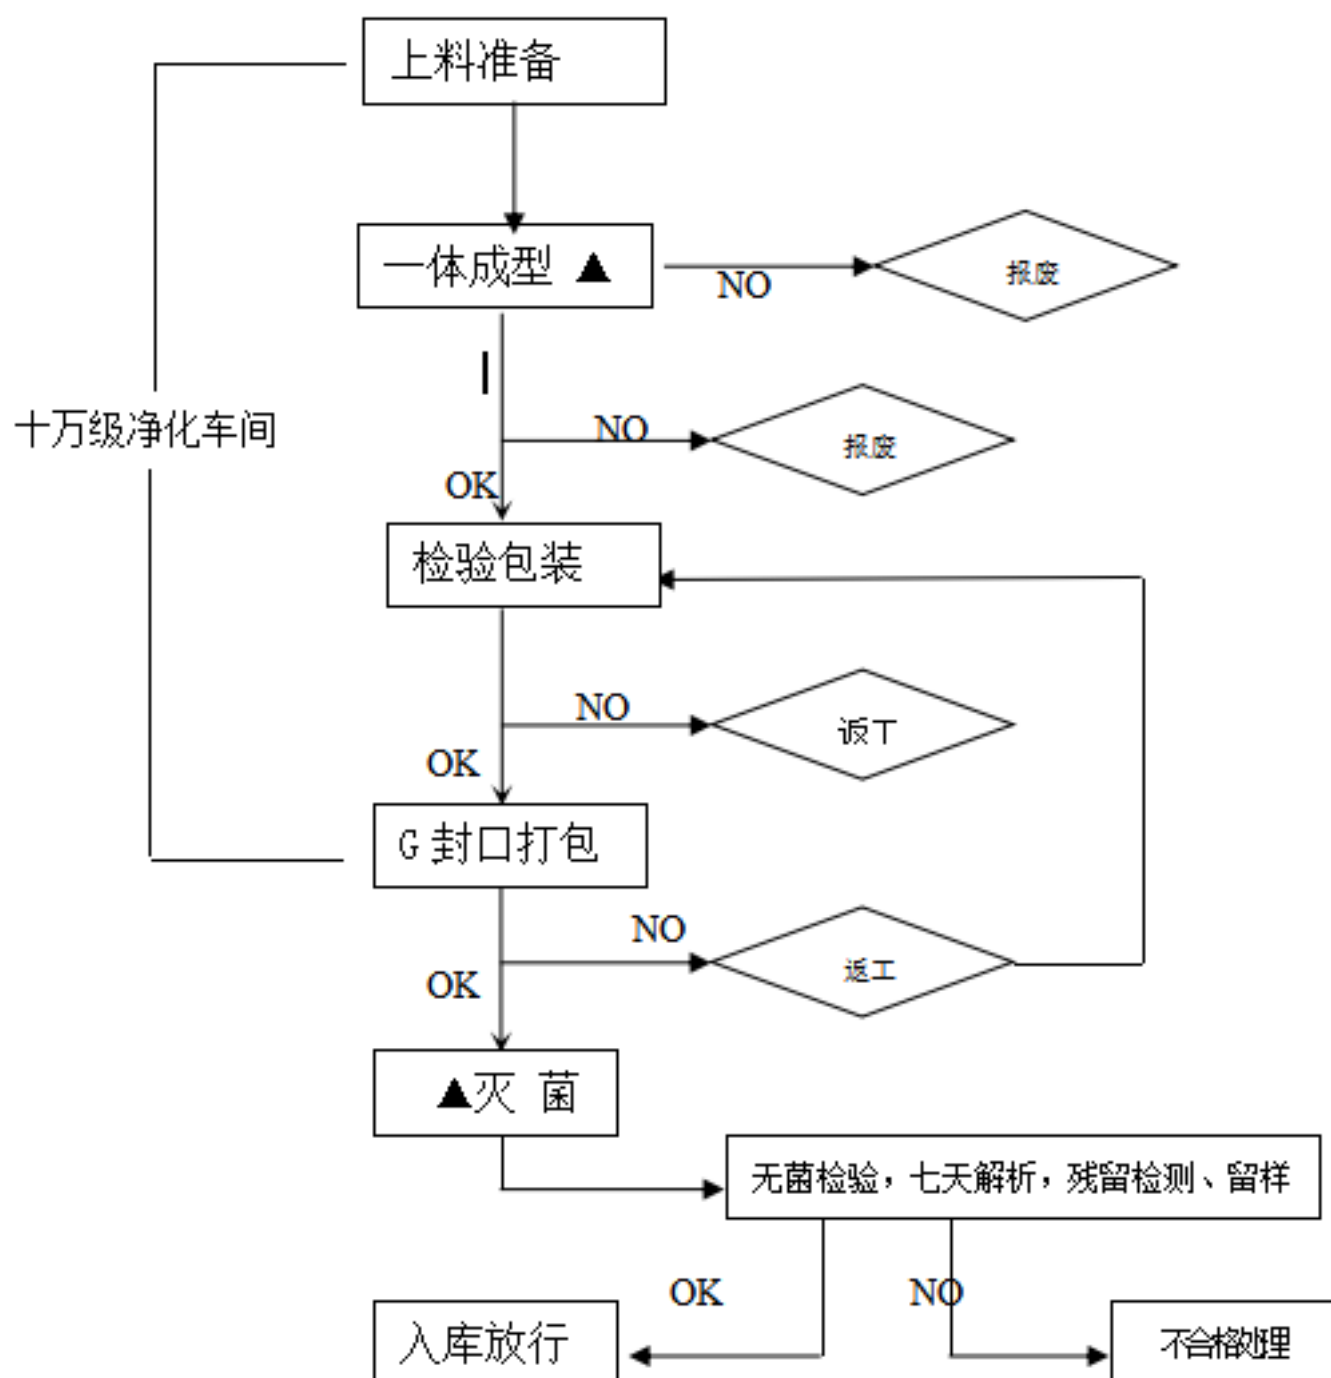 上料准备
一体成型 ▲
NO
报废
十万级净化车间
NO
报废
OK
检验包装
NO
返工
OK
G 封口打包
NO
返工
OK
▲灭 菌
无菌检验，七天解析，残留检测、留样
OK
NO
入库放行
不合格处理